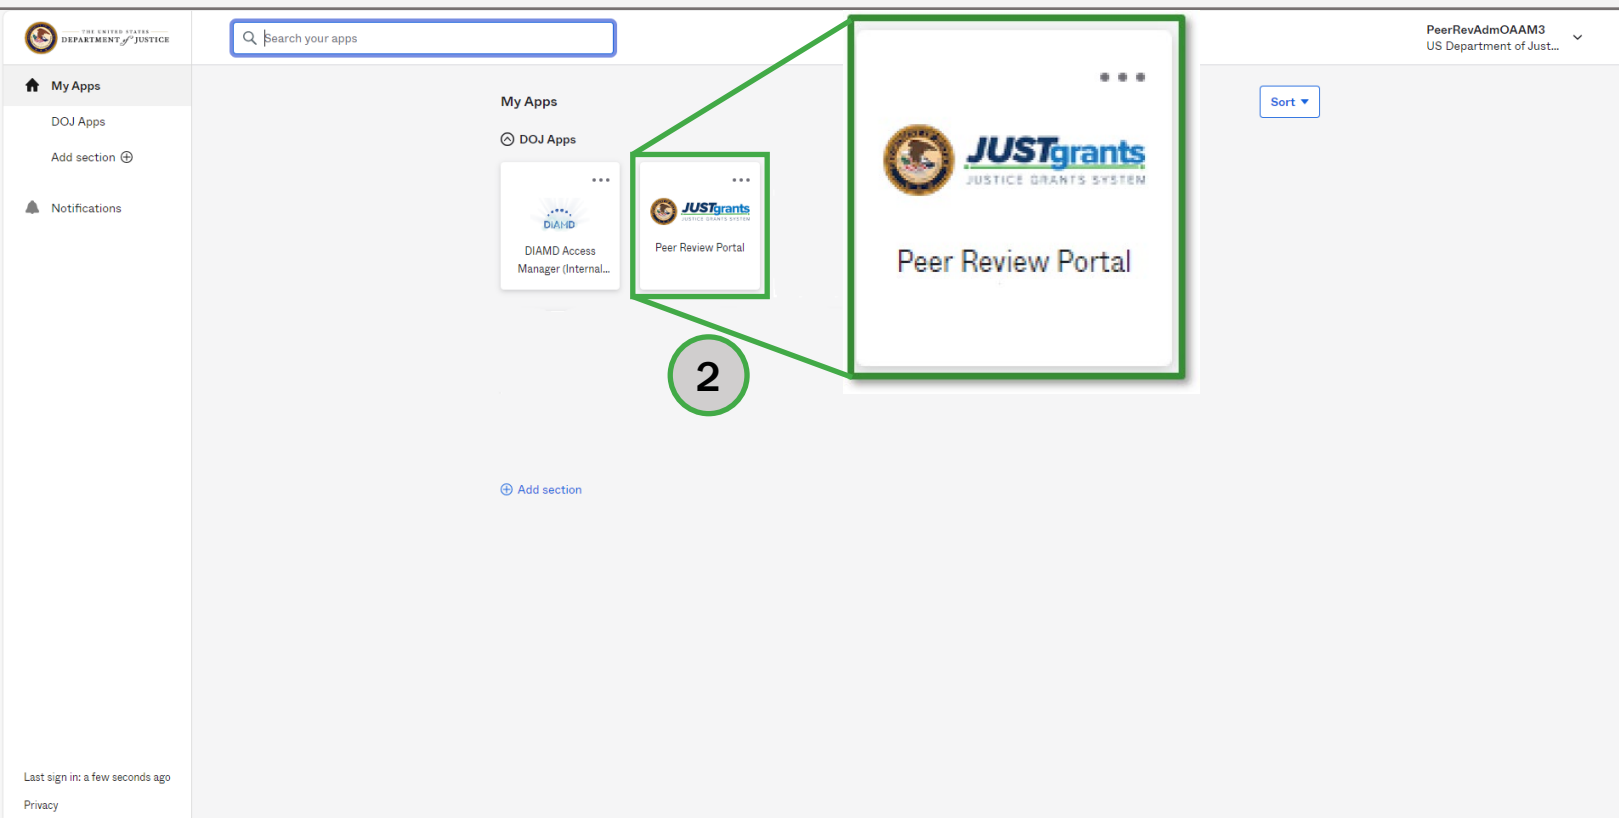 THE UNITED STATES
DEPARTMENT of JUSTICE
Search your apps
PeerRevAdmOAAM3
US Department of Just...
My Apps
DOJ Apps
Add section
Notifications
My Apps
Sort
DOJ Apps
DIAMD
DIAMD Access
Manager (Internal...
JUSTgrants
JUSTICE GRANTS SYSTEM
Peer Review Portal
JUSTgrants
JUSTICE GRANTS SYSTEM
Peer Review Portal
2
Add section
Last sign in: a few seconds ago
Privacy